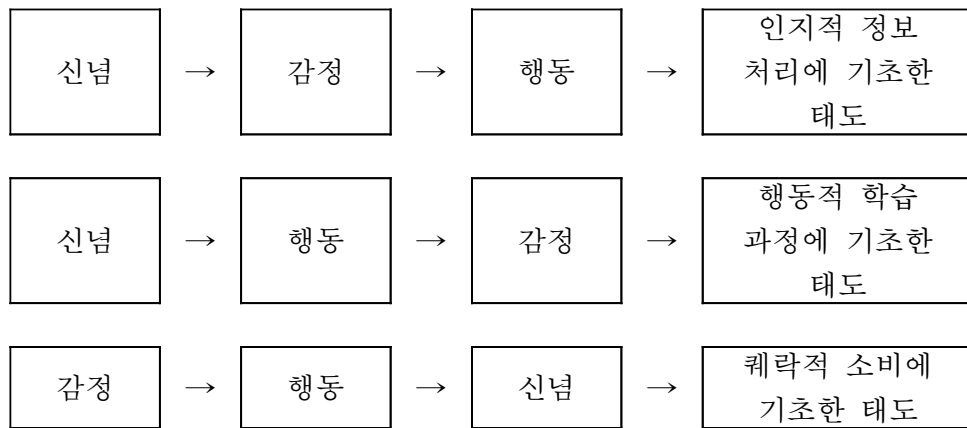 신념 → 감정 → 행동 → 인지적 정보
처리에 기초한
태도
신념 → 행동 → 감정 → 행동적 학습
과정에 기초한
태도
감정 → 행동 → 신념 → 퀘락적 소비에
기초한 태도